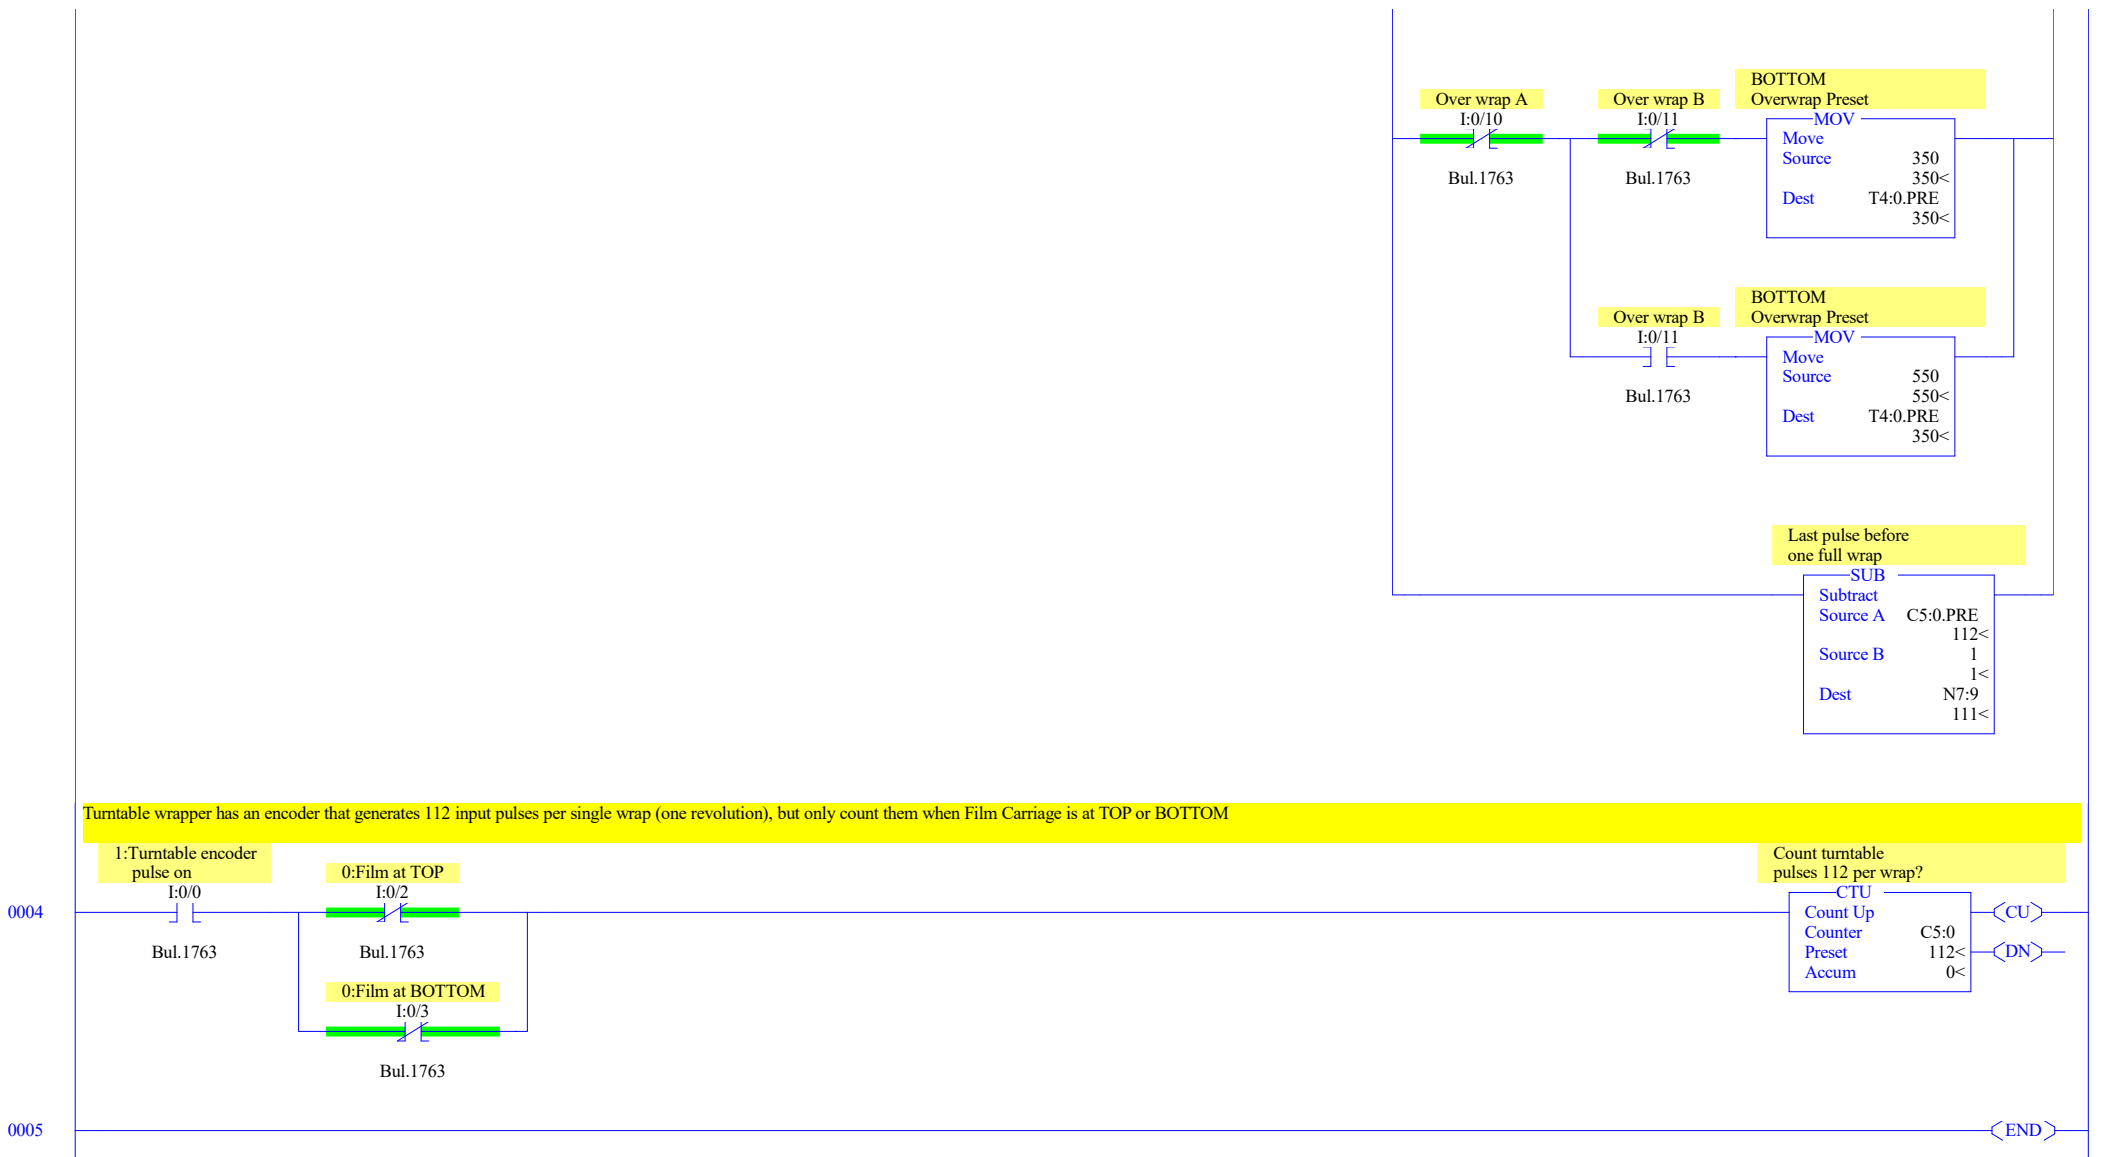 BOTTOM
Overwrap Preset
Over wrap A
I:0/10
Bul.1763
Over wrap B
I:0/11
Bul.1763
MOV
Move
Source 350
350<
Dest T4:0.PRE
350<
BOTTOM
Overwrap Preset
Over wrap B
I:0/11
Bul.1763
MOV
Move
Source 550
550<
Dest T4:0.PRE
350<
Last pulse before
one full wrap
SUB
Subtract
Source A C5:0.PRE
112<
Source B 1
1<
Dest N7:9
111<
Turntable wrapper has an encoder that generates 112 input pulses per single wrap (one revolution), but only count them when Film Carriage is at TOP or BOTTOM
0004
1:Turntable encoder
pulse on
I:0/0
Bul.1763
0:Film at TOP
I:0/2
Bul.1763
0:Film at BOTTOM
I:0/3
Bul.1763
Count turntable
pulses 112 per wrap?
CTU
Count Up
Counter C5:0
Preset 112<
Accum 0<
CU
DN
0005
END